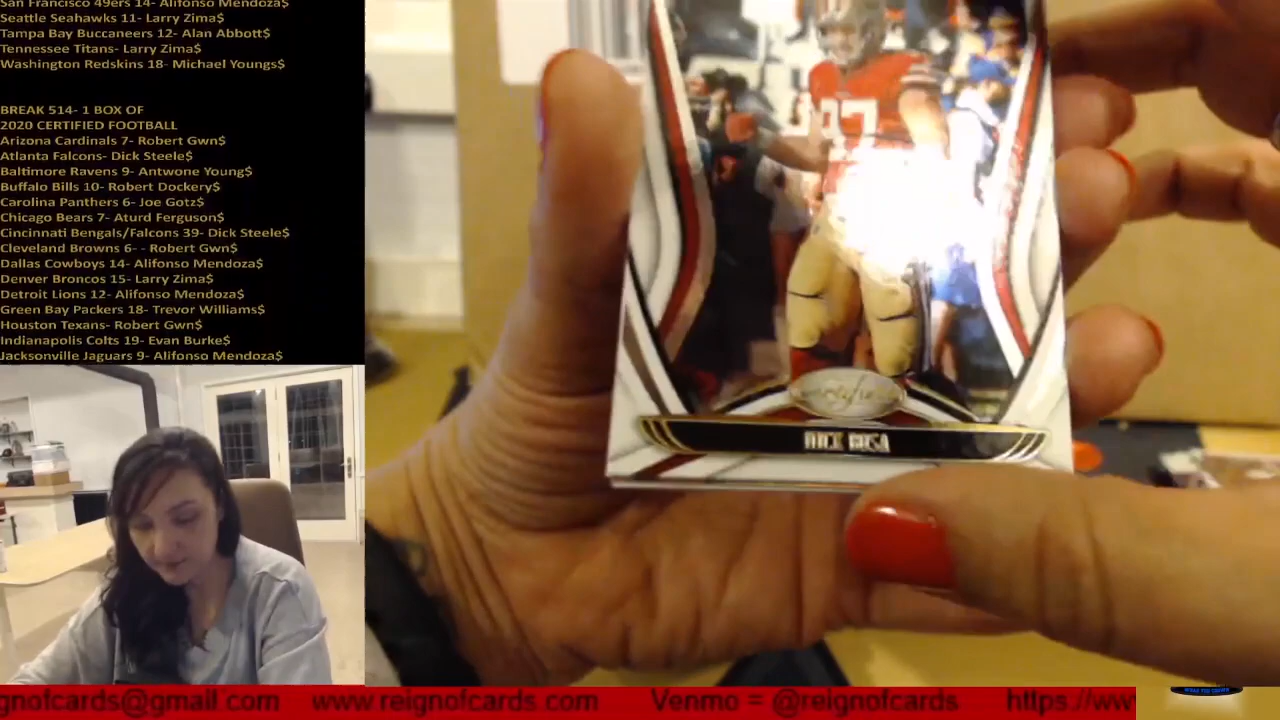 San Francisco 49ers 14- Alifonso Mendoza$
Seattle Seahawks 11- Larry Zima$
Tampa Bay Buccaneers 12- Alan Abbott$
Tennessee Titans- Larry Zima$
Washington Redskins 18- Michael Youngs$
BREAK 514- 1 BOX OF
2020 CERTIFIED FOOTBALL
Arizona Cardinals 7- Robert Gwn$
Atlanta Falcons- Dick Steele$
Baltimore Ravens 9- Antwone Young$
Buffalo Bills 10- Robert Dockery$
Carolina Panthers 6- Joe Gotz$
Chicago Bears 7- Aturd Ferguson$
Cincinnati Bengals/Falcons 39- Dick Steele$
Cleveland Browns 6- - Robert Gwn$
Dallas Cowboys 14- Alifonso Mendoza$
Denver Broncos 15- Larry Zima$
Detroit Lions 12- Alifonso Mendoza$
Green Bay Packers 18- Trevor Williams$
Houston Texans- Robert Gwn$
Indianapolis Colts 19- Evan Burke$
Jacksonville Jaguars 9- Alifonso Mendoza$
97
Certified
NICK BOSA
gnofcards@gmail.com www.reignofcards.com Venmo = @reignofcards https://ww